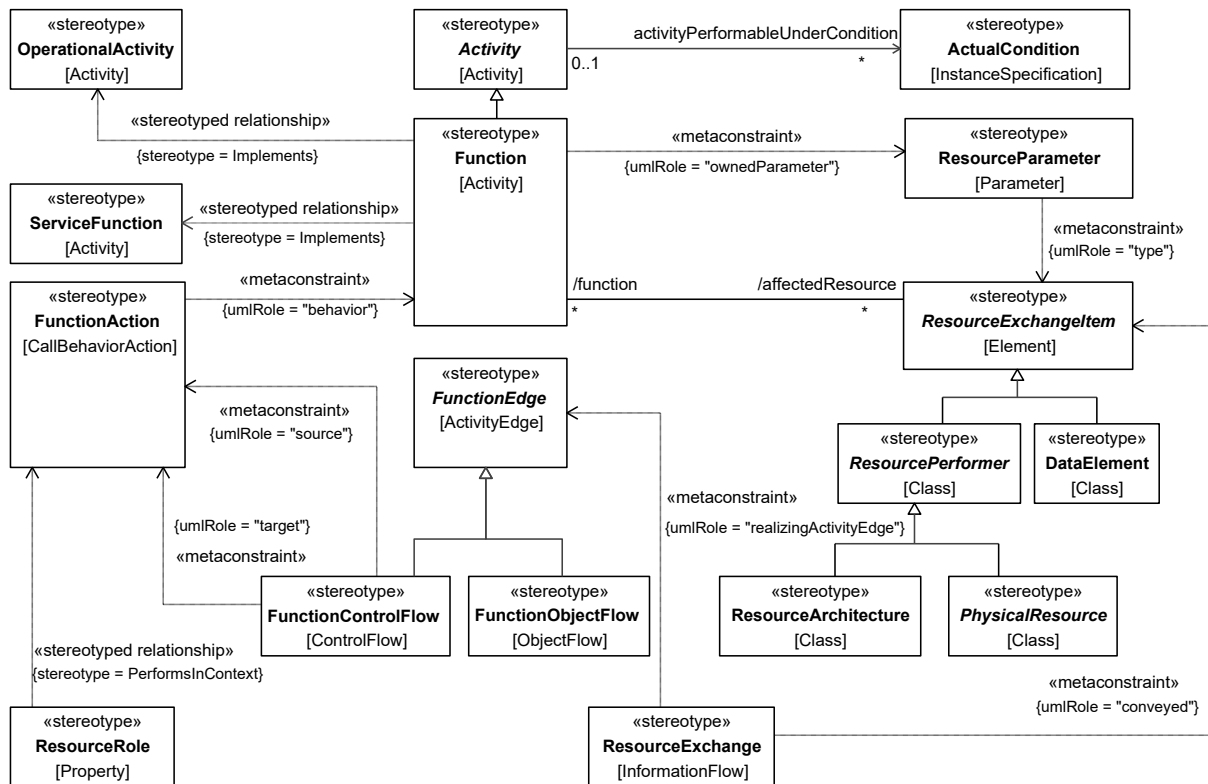 «stereotype»
OperationalActivity
[Activity]
«stereotype»
Activity
[Activity]
activityPerformableUnderCondition
0..1
*
«stereotype»
ActualCondition
[InstanceSpecification]
«stereotyped relationship»
{stereotype = Implements}
«stereotype»
Function
[Activity]
«metaconstraint»
{umlRole = "ownedParameter"}
«stereotype»
ResourceParameter
[Parameter]
«stereotype»
ServiceFunction
[Activity]
«stereotyped relationship»
{stereotype = Implements}
«metaconstraint»
{umlRole = "type"}
«stereotype»
FunctionAction
[CallBehaviorAction]
«metaconstraint»
{umlRole = "behavior"}
/function
*
/affectedResource
*
«stereotype»
ResourceExchangeItem
[Element]
«metaconstraint»
{umlRole = "source"}
«stereotype»
FunctionEdge
[ActivityEdge]
«stereotype»
ResourcePerformer
[Class]
«stereotype»
DataElement
[Class]
{umlRole = "target"}
«metaconstraint»
«metaconstraint»
{umlRole = "realizingActivityEdge"}
«stereotype»
FunctionControlFlow
[ControlFlow]
«stereotype»
FunctionObjectFlow
[ObjectFlow]
«stereotype»
ResourceArchitecture
[Class]
«stereotype»
PhysicalResource
[Class]
«stereotyped relationship»
{stereotype = PerformsInContext}
«metaconstraint»
{umlRole = "conveyed"}
«stereotype»
ResourceRole
[Property]
«stereotype»
ResourceExchange
[InformationFlow]